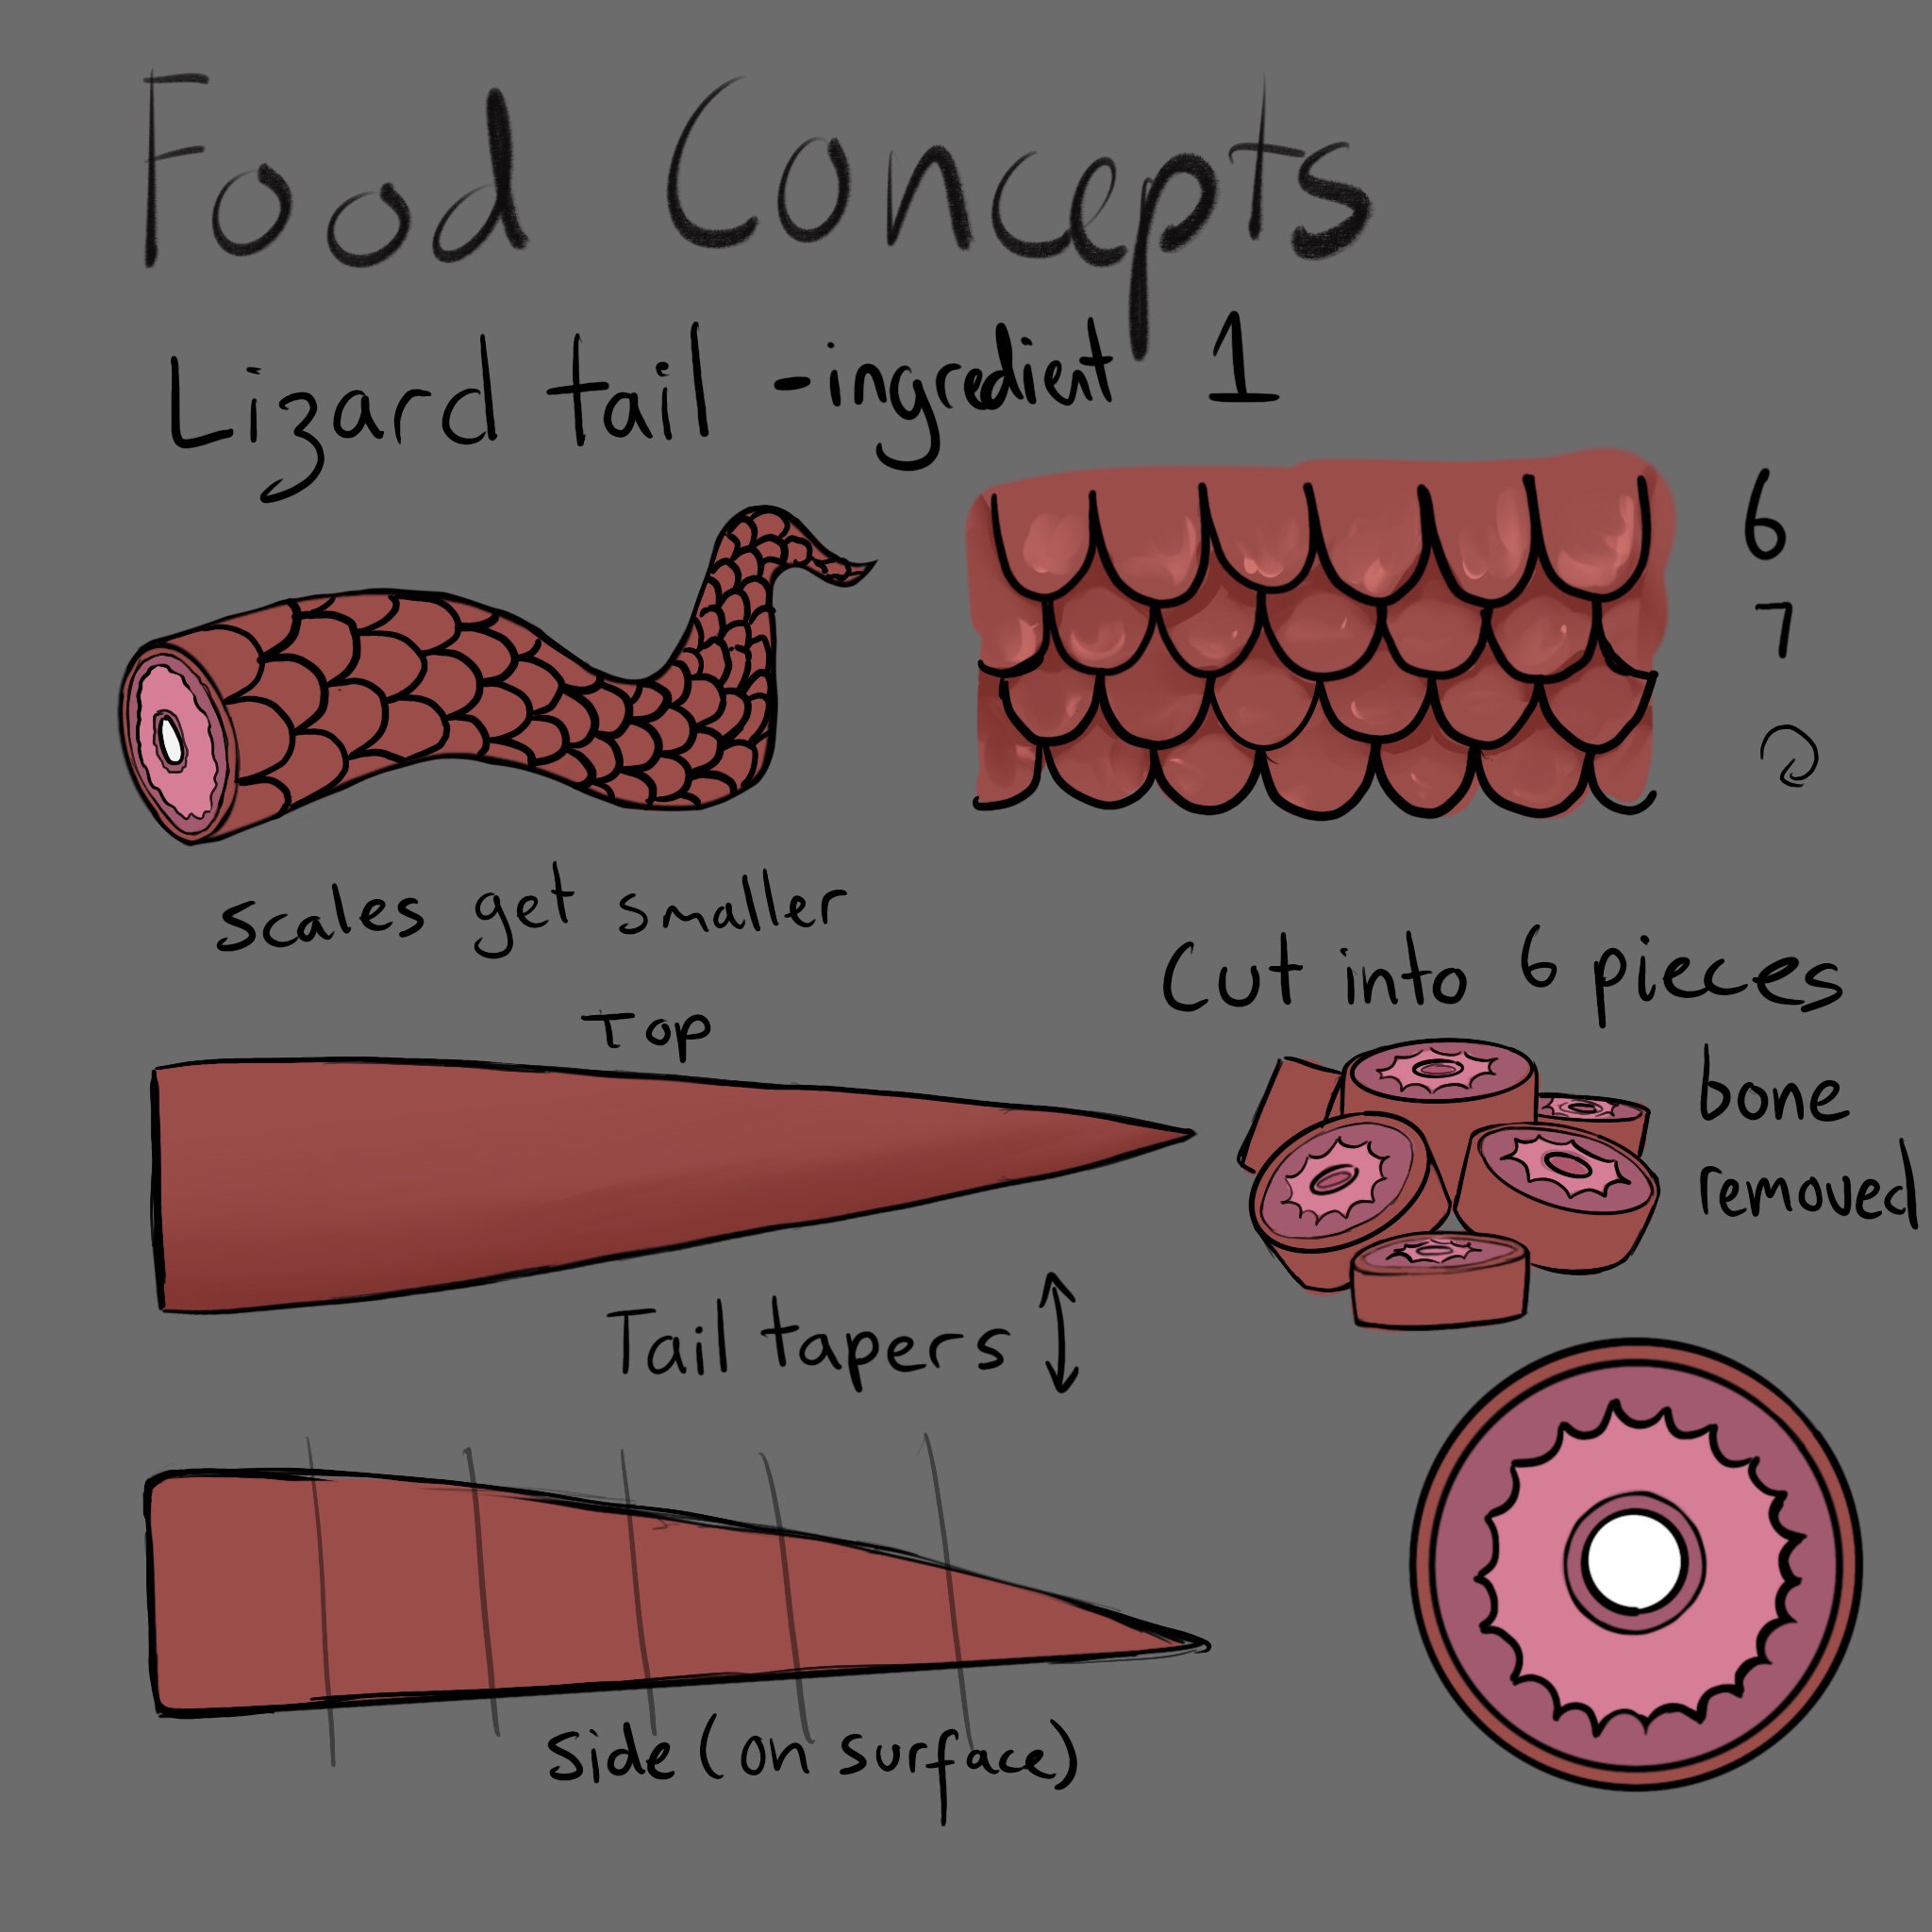 Food Concepts
Lizard tail - ingredient 1
6
7
2
scales get smaller
Cut into 6 pieces
Top
bone
removed
Tail tapers
side (on surface)